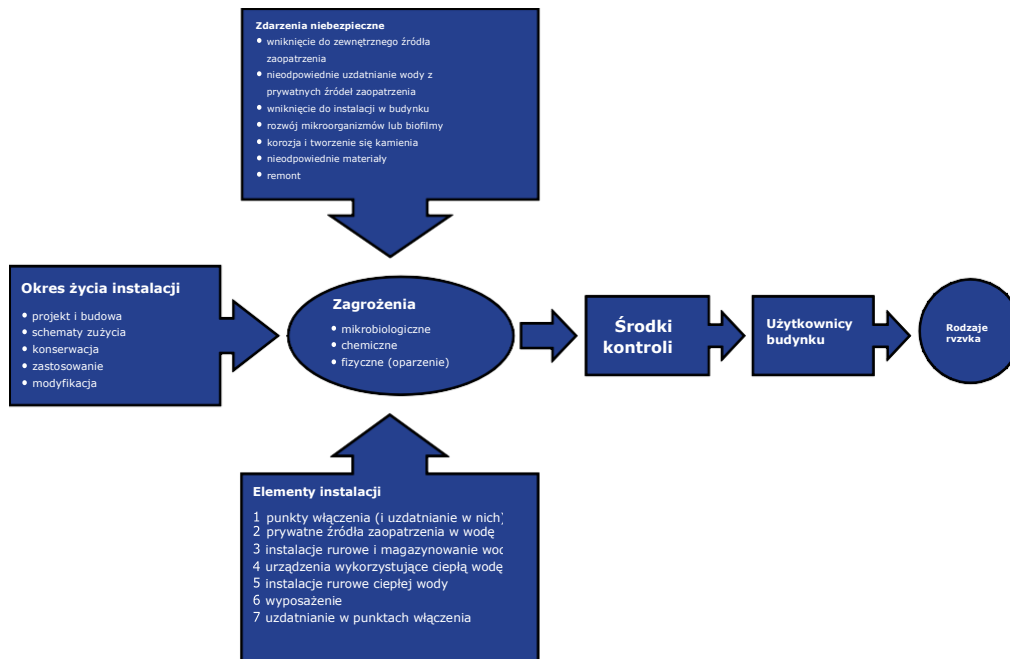 Zdarzenia niebezpieczne
• wniknięcie do zewnętrznego źródła
zaopatrzenia
• nieodpowiednie uzdatnianie wody z
prywatnych źródeł zaopatrzenia
• wniknięcie do instalacji w budynku
• rozwój mikroorganizmów lub biofilmy
• korozja i tworzenie się kamienia
• nieodpowiednie materiały
• remont
Okres życia instalacji
• projekt i budowa
• schematy zużycia
• konserwacja
• zastosowanie
• modyfikacja
Zagrożenia
• mikrobiologiczne
• chemiczne
• fizyczne (oparzenie)
Środki
kontroli
Użytkownicy
budynku
Rodzaje
ryzyka
Elementy instalacji
1 punkty włączenia (i uzdatnianie w nich)
2 prywatne źródła zaopatrzenia w wodę
3 instalacje rurowe i magazynowanie
4 urządzenia wykorzystujące ciepłą wodę
5 instalacje rurowe ciepłej wody
6 wyposażenie
7 uzdatnianie w punktach włączenia